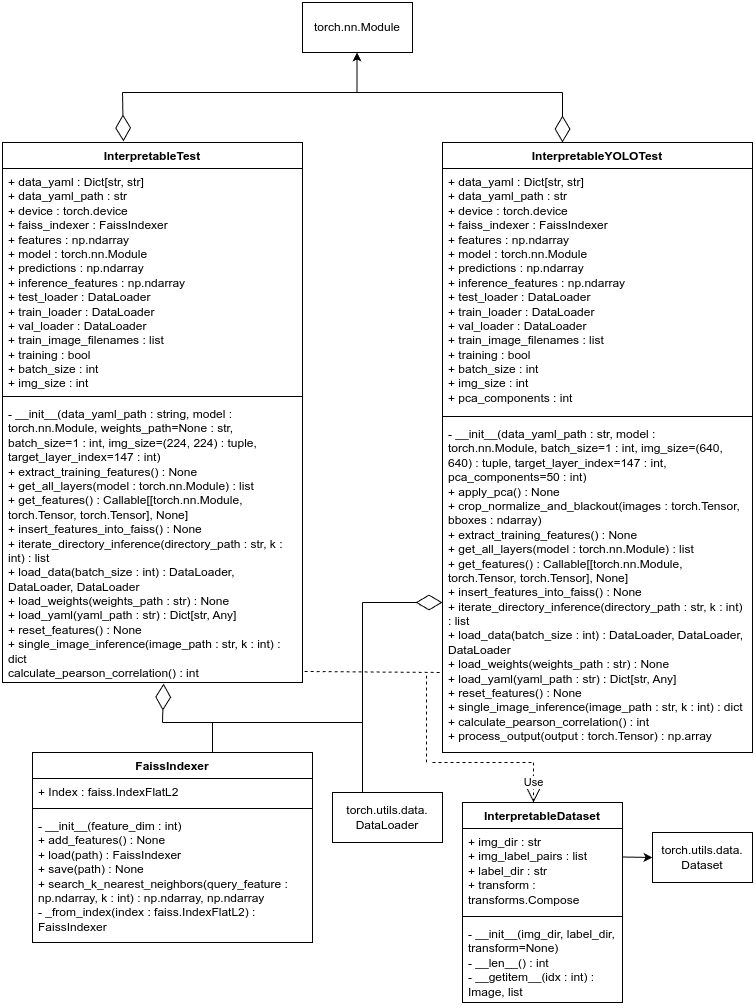 torch.nn.Module
InterpretableTest
+ data_yaml : Dict[str, str]
+ data_yaml_path : str
+ device : torch.device
+ faiss_indexer : FaissIndexer
+ features : np.ndarray
+ model : torch.nn.Module
+ predictions : np.ndarray
+ inference_features : np.ndarray
+ test_loader : DataLoader
+ train_loader : DataLoader
+ val_loader : DataLoader
+ train_image_filenames : list
+ training : bool
+ batch_size : int
+ img_size : int
- __init__(data_yaml_path : string, model :
torch.nn.Module, weights_path=None : str,
batch_size=1 : int, img_size=(224, 224) : tuple,
target_layer_index=147 : int)
+ extract_training_features() : None
+ get_all_layers(model : torch.nn.Module) : list
+ get_features() : Callable[[torch.nn.Module,
torch.Tensor, torch.Tensor], None]
+ insert_features_into_faiss() : None
+ iterate_directory_inference(directory_path : str, k :
int) : list
+ load_data(batch_size : int) : DataLoader,
DataLoader, DataLoader
+ load_weights(weights_path : str) : None
+ load_yaml(yaml_path : str) : Dict[str, Any]
+ reset_features() : None
+ single_image_inference(image_path : str, k : int) :
dict
calculate_pearson_correlation() : int
InterpretableYOLOTest
+ data_yaml : Dict[str, str]
+ data_yaml_path : str
+ device : torch.device
+ faiss_indexer : FaissIndexer
+ features : np.ndarray
+ model : torch.nn.Module
+ predictions : np.ndarray
+ inference_features : np.ndarray
+ test_loader : DataLoader
+ train_loader : DataLoader
+ val_loader : DataLoader
+ train_image_filenames : list
+ training : bool
+ batch_size : int
+ img_size : int
+ pca_components : int
- __init__(data_yaml_path : str, model :
torch.nn.Module, batch_size=1 : int, img_size=(640,
640) : tuple, target_layer_index=147 : int,
pca_components=50 : int)
+ apply_pca() : None
+ crop_normalize_and_blackout(images : torch.Tensor,
bboxes : ndarray)
+ extract_training_features() : None
+ get_all_layers(model : torch.nn.Module) : list
+ get_features() : Callable[[torch.nn.Module,
torch.Tensor, torch.Tensor], None]
+ insert_features_into_faiss() : None
+ iterate_directory_inference(directory_path : str, k : int)
: list
+ load_data(batch_size : int) : DataLoader, DataLoader,
DataLoader
+ load_weights(weights_path : str) : None
+ load_yaml(yaml_path : str) : Dict[str, Any]
+ reset_features() : None
+ single_image_inference(image_path : str, k : int) : dict
+ calculate_pearson_correlation() : int
+ process_output(output : torch.Tensor) : np.array
FaissIndexer
+ Index : faiss.IndexFlatL2
- __init__(feature_dim : int)
+ add_features() : None
+ load(path) : FaissIndexer
+ save(path) : None
+ search_k_nearest_neighbors(query_feature :
np.ndarray, k : int) : np.ndarray, np.ndarray
- _from_index(index : faiss.IndexFlatL2) :
FaissIndexer
torch.utils.data.
DataLoader
Use
InterpretableDataset
+ img_dir : str
+ img_label_pairs : list
+ label_dir : str
+ transform :
transforms.Compose
- __init__(img_dir, label_dir,
transform=None)
- __len__() : int
- __getitem__(idx : int) :
Image, list
torch.utils.data.
Dataset